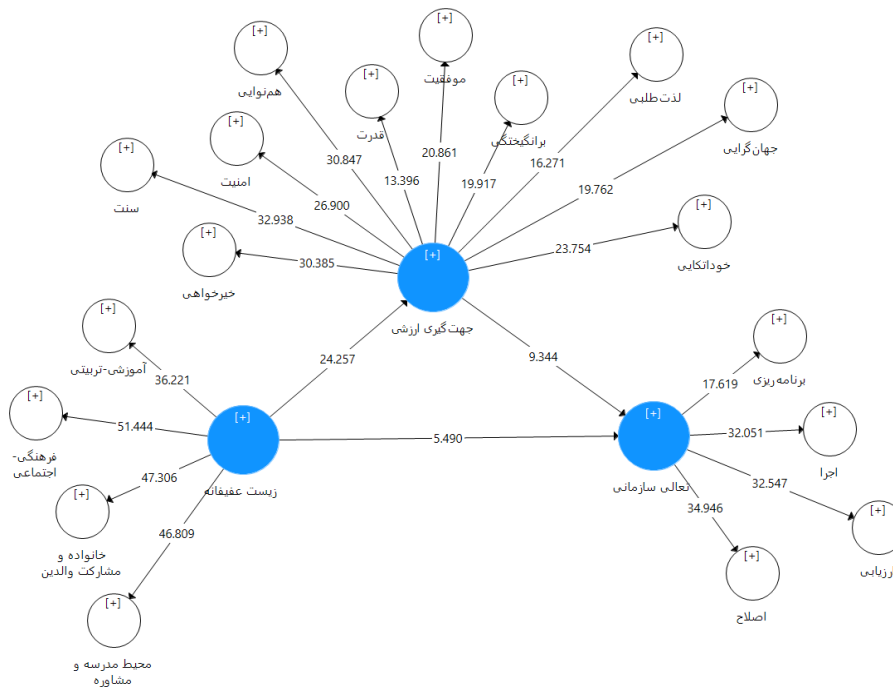 [+]
موفقیت
[+]
هم‌نوایی
[+]
لذت‌طلبی
[+]
قدرت
[+]
برانگیختگی
[+]
جهان‌گرایی
[+]
امنیت
[+]
سنت
[+]
خیرخواهی
[+]
خوداتکایی
30.847
13.396
20.861
19.917
16.271
19.762
26.900
32.938
30.385
23.754
[+]
جهت‌گیری ارزشی
24.257
9.344
5.490
[+]
آموزشی-تربیتی
36.221
[+]
فرهنگی-
اجتماعی
51.444
[+]
زیست عفیفانه
47.306
[+]
خانواده و
مشارکت والدین
46.809
[+]
محیط مدرسه و
مشاوره
[+]
برنامه‌ریزی
17.619
[+]
تعالی سازمانی
32.051
[+]
اجرا
32.547
[+]
ارزیابی
34.946
[+]
اصلاح